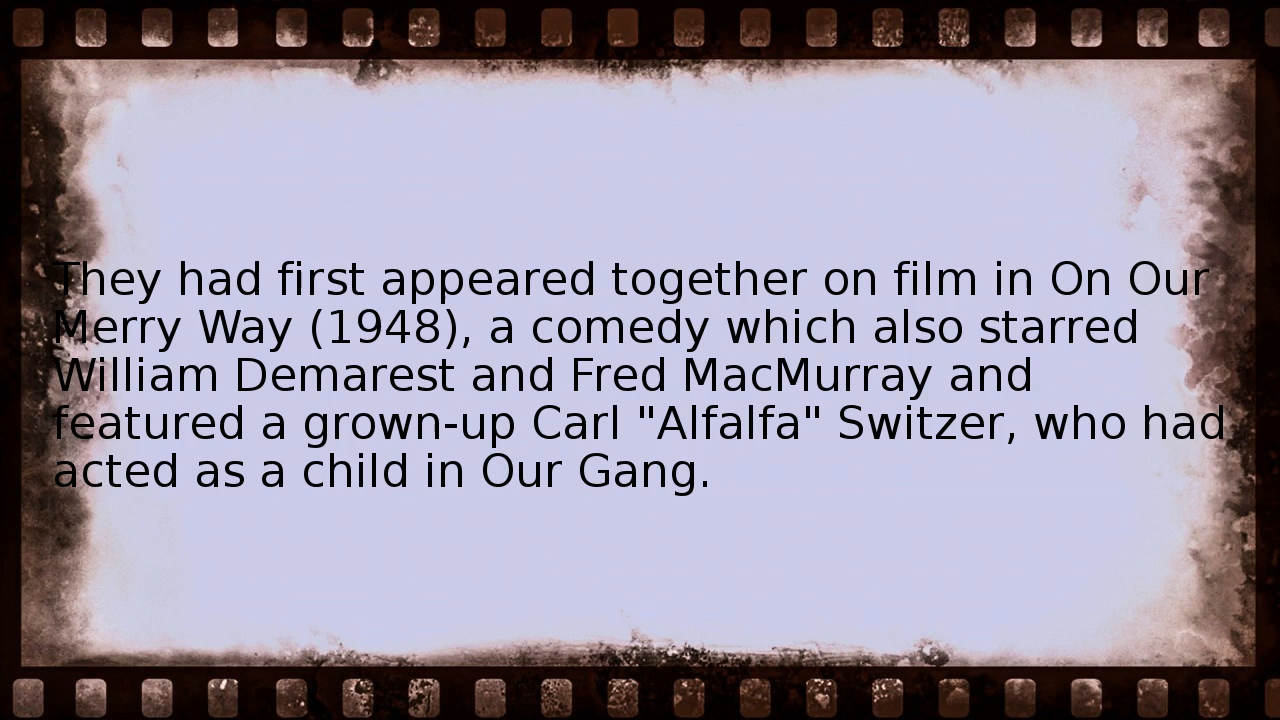 They had first appeared together on film in On Our
Merry Way (1948), a comedy which also starred
William Demarest and Fred MacMurray and
featured a grown-up Carl "Alfalfa" Switzer, who had
acted as a child in Our Gang.